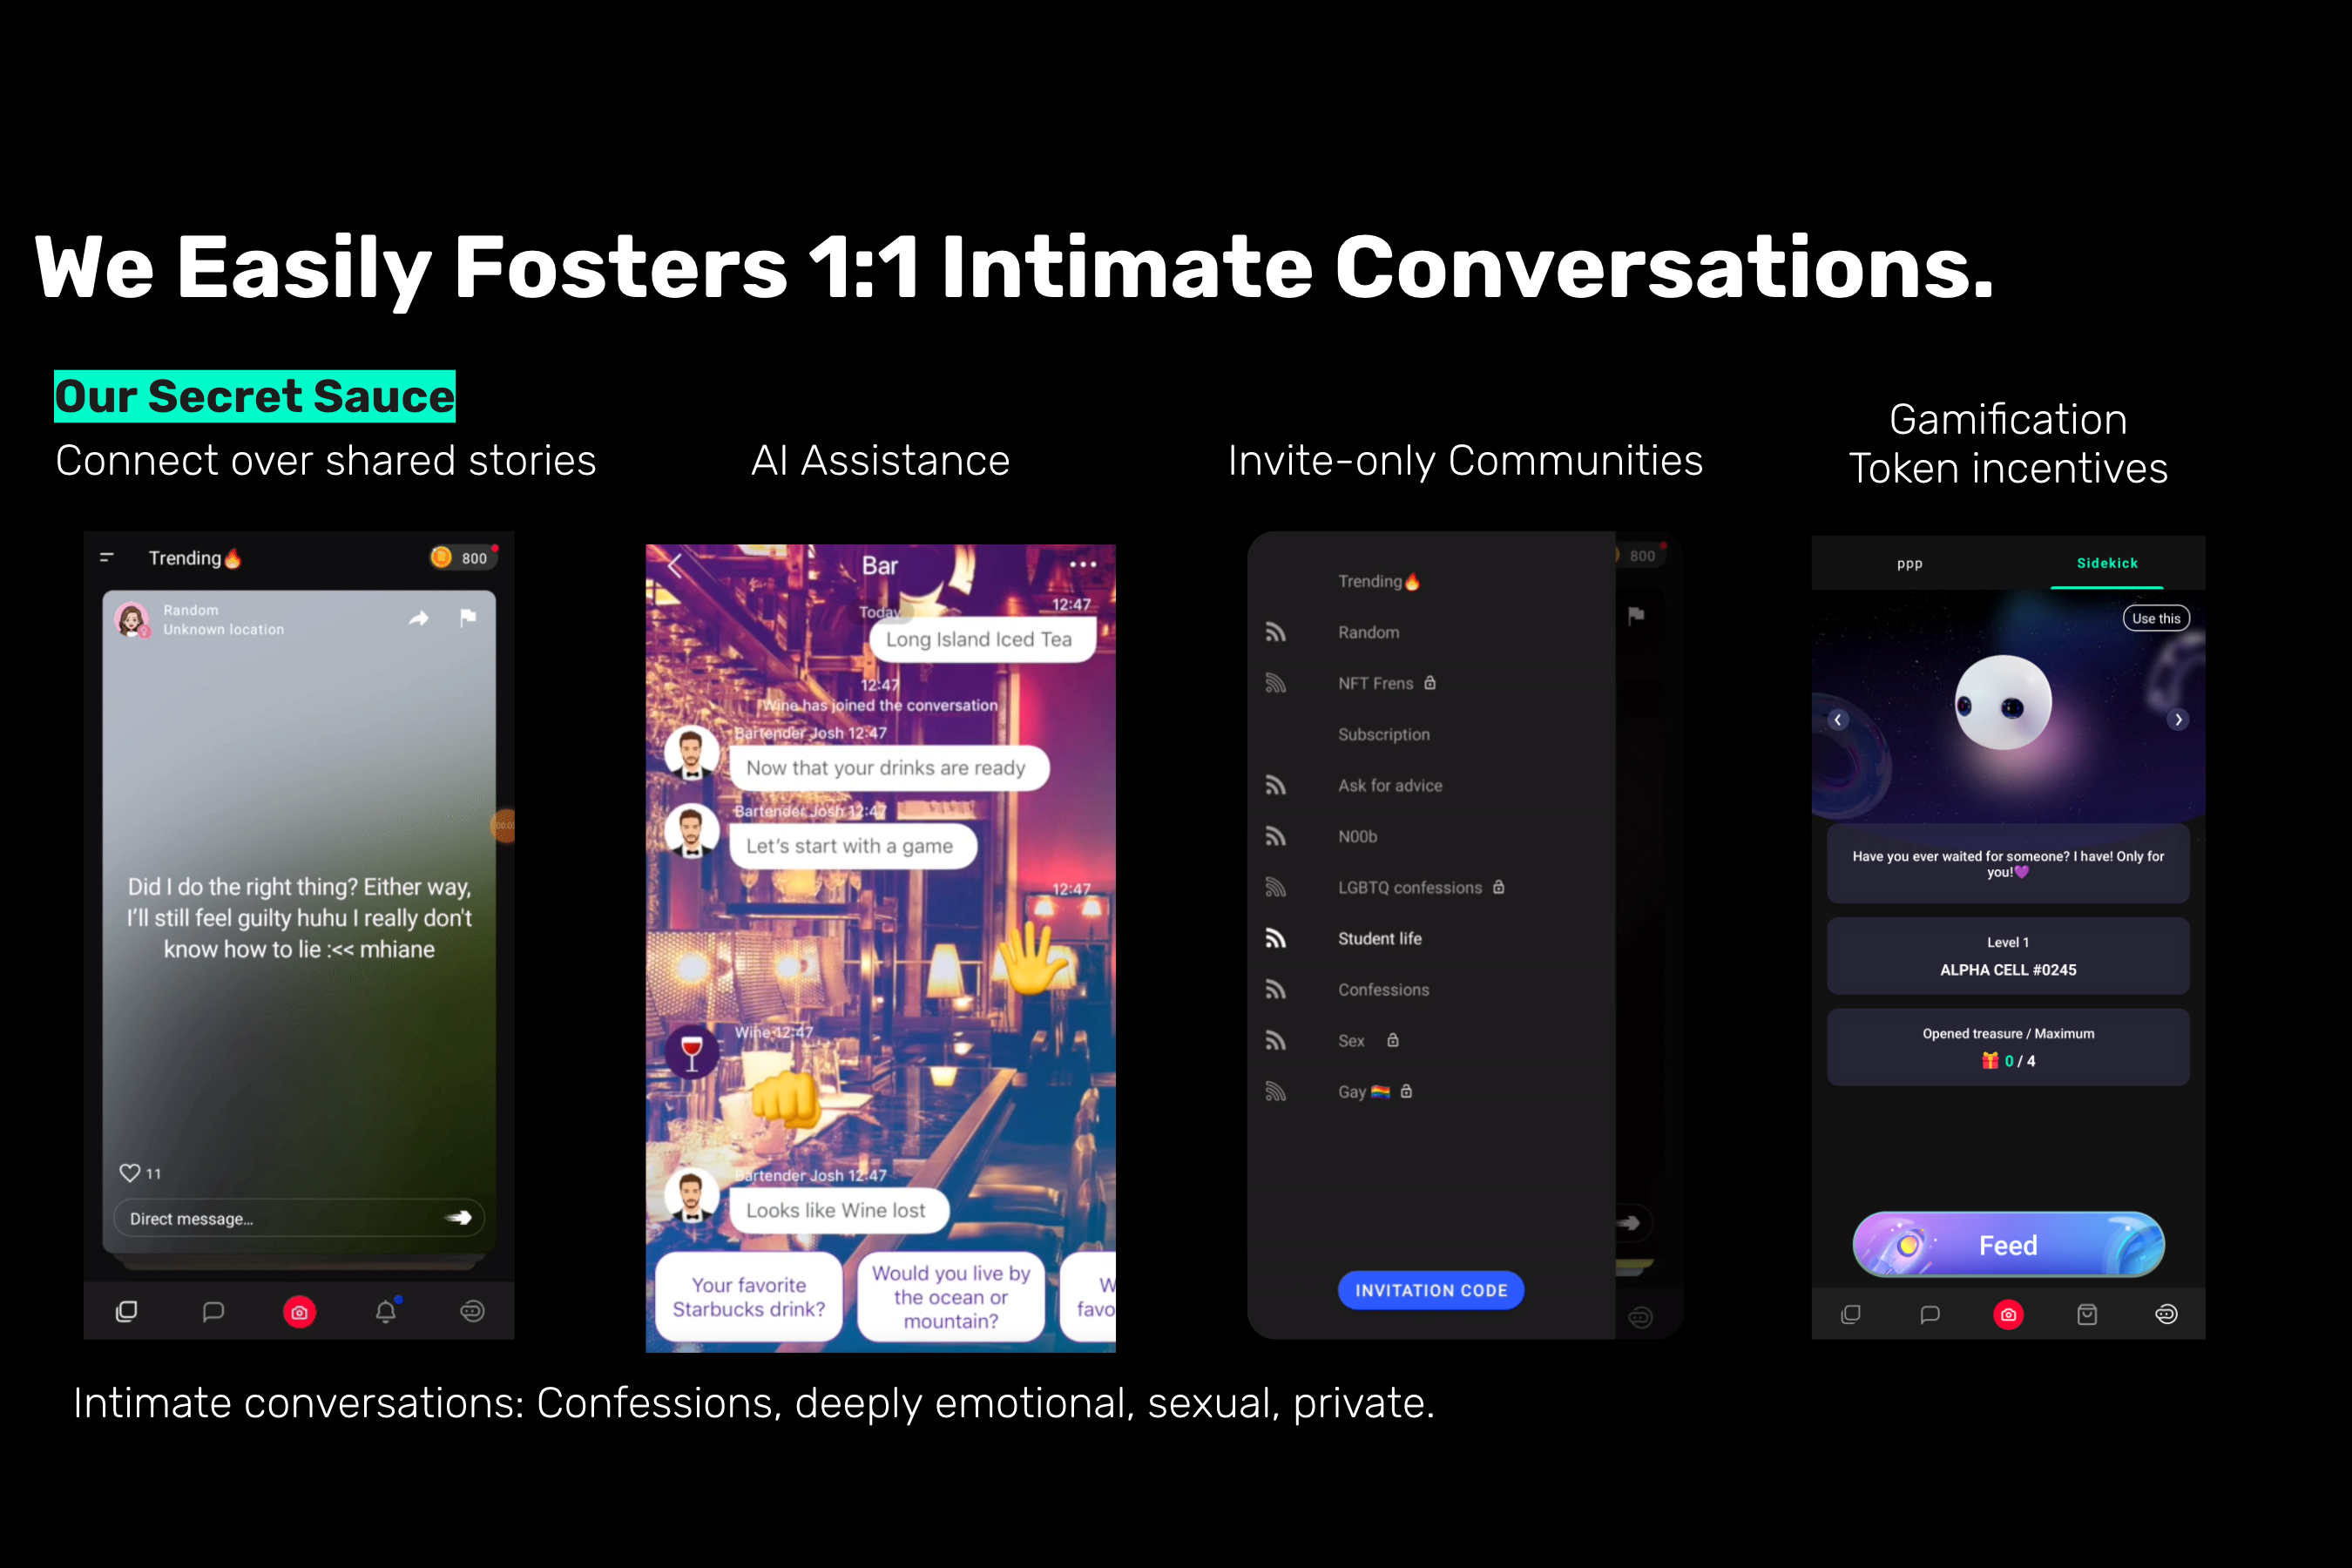 We Easily Fosters 1:1 Intimate Conversations.
Our Secret Sauce
Connect over shared stories
AI Assistance
Invite-only Communities
Gamification
Token incentives
Trending🔥
800
Random
Unknown location
Did I do the right thing? Either way,
I'll still feel guilty huhu I really don't
know how to lie :<< mhiane
11
Direct message...
Bar
Today
12:47
Long Island Iced Tea
12:47
Wine has joined the conversation
Bartender Josh 12:47
Now that your drinks are ready
Bartender Josh 12:47
Let's start with a game
12:47
Wine 12:47
Bartender Josh 12:47
Looks like Wine lost
Your favorite
Starbucks drink?
Would you live by
the ocean or
mountain?
W
favo
Trending🔥
800
Random
NFT Frens
Subscription
Ask for advice
N00b
LGBTQ confessions
Student life
Confessions
Sex
Gay 🏳️‍🌈
INVITATION CODE
ppp
Sidekick
Use this
Have you ever waited for someone? I have! Only for
you!💜
Level 1
ALPHA CELL #0245
Opened treasure / Maximum
🎁 0 / 4
Feed
Intimate conversations: Confessions, deeply emotional, sexual, private.